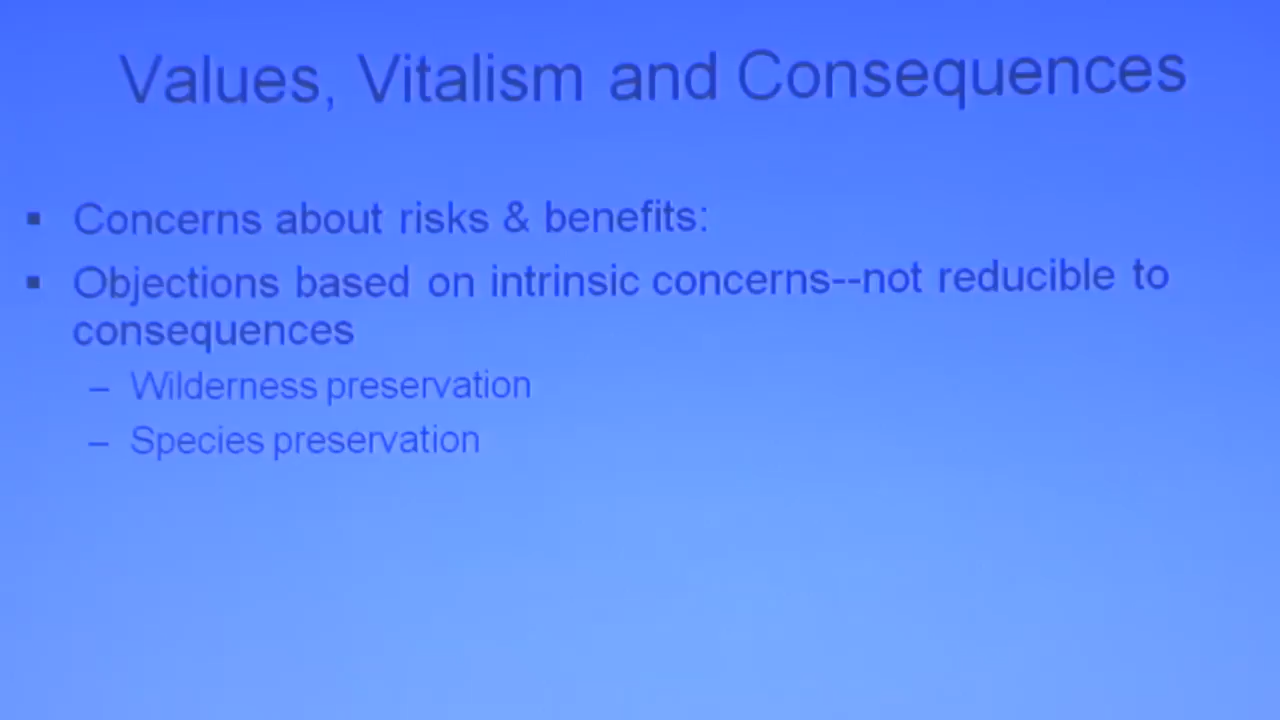 Values, Vitalism and Consequences
▪ Concerns about risks & benefits:
▪ Objections based on intrinsic concerns--not reducible to
consequences
– Wilderness preservation
– Species preservation